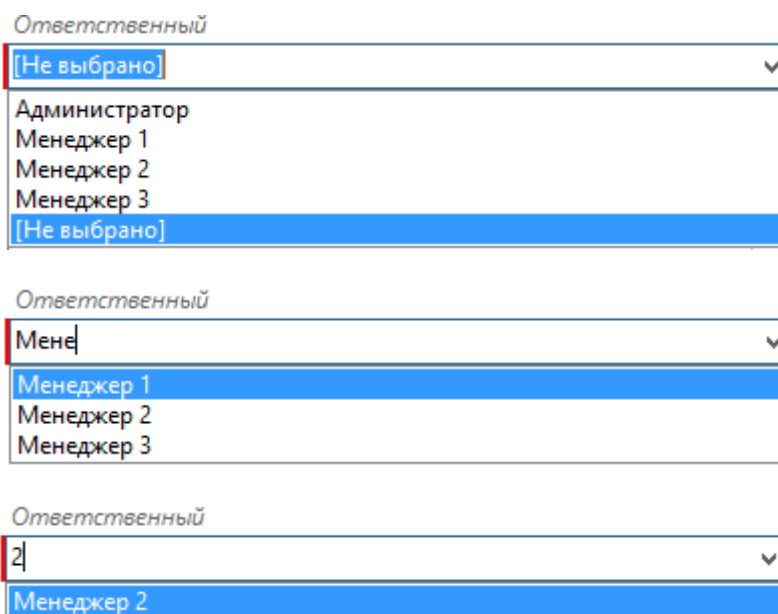 Ответственный
[Не выбрано]
Администратор
Менеджер 1
Менеджер 2
Менеджер 3
[Не выбрано]
Ответственный
Мене
Менеджер 1
Менеджер 2
Менеджер 3
Ответственный
2
Менеджер 2